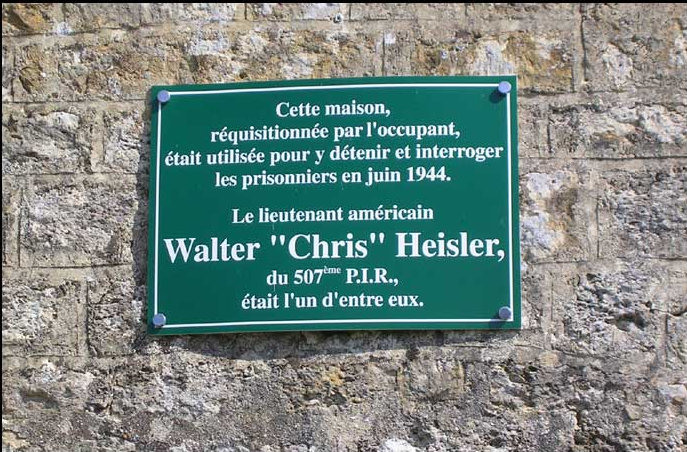 Cette maison,
réquisitionnée par l'occupant,
était utilisée pour y détenir et interroger
les prisonniers en juin 1944.
Le lieutenant américain
Walter "Chris" Heisler,
du 507ème P.I.R.,
était l'un d'entre eux.